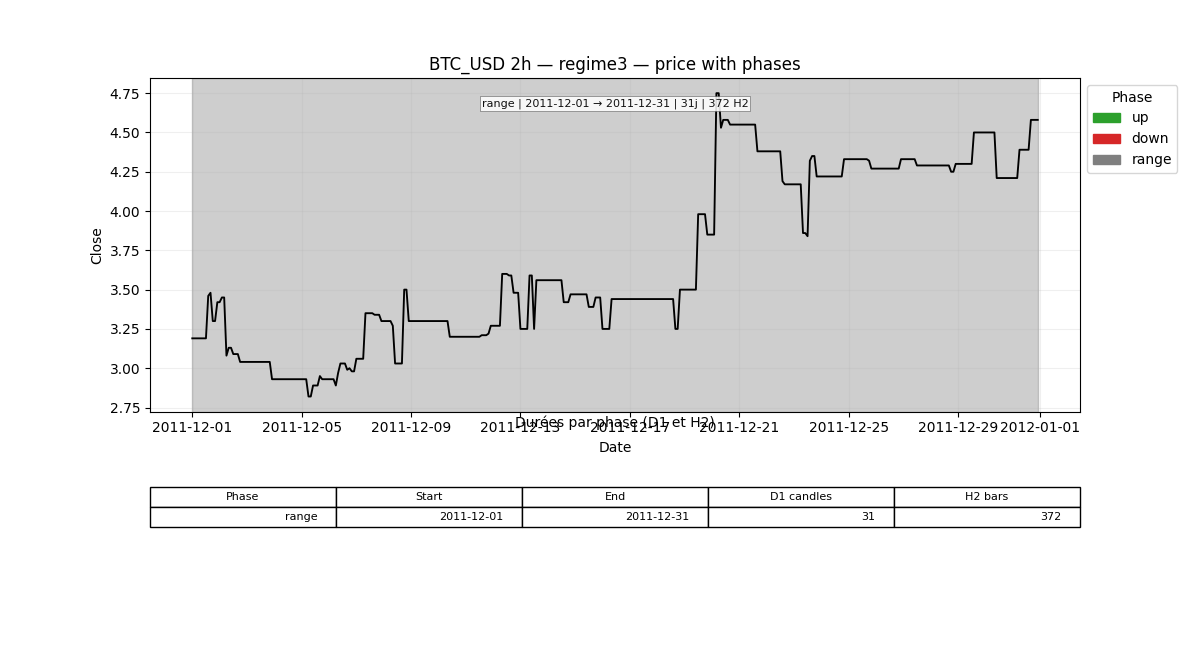 BTC_USD 2h — regime3 — price with phases
range | 2011-12-01 → 2011-12-31 | 31j | 372 H2
Phase
up
down
range
Close
4.75
4.50
4.25
4.00
3.75
3.50
3.25
3.00
2.75
Durées par phase (D1 et H2)
2011-12-01 2011-12-05 2011-12-09 2011-12-13 2011-12-17 2011-12-21 2011-12-25 2011-12-29 2012-01-01
Date
Phase Start End D1 candles H2 bars
range 2011-12-01 2011-12-31 31 372